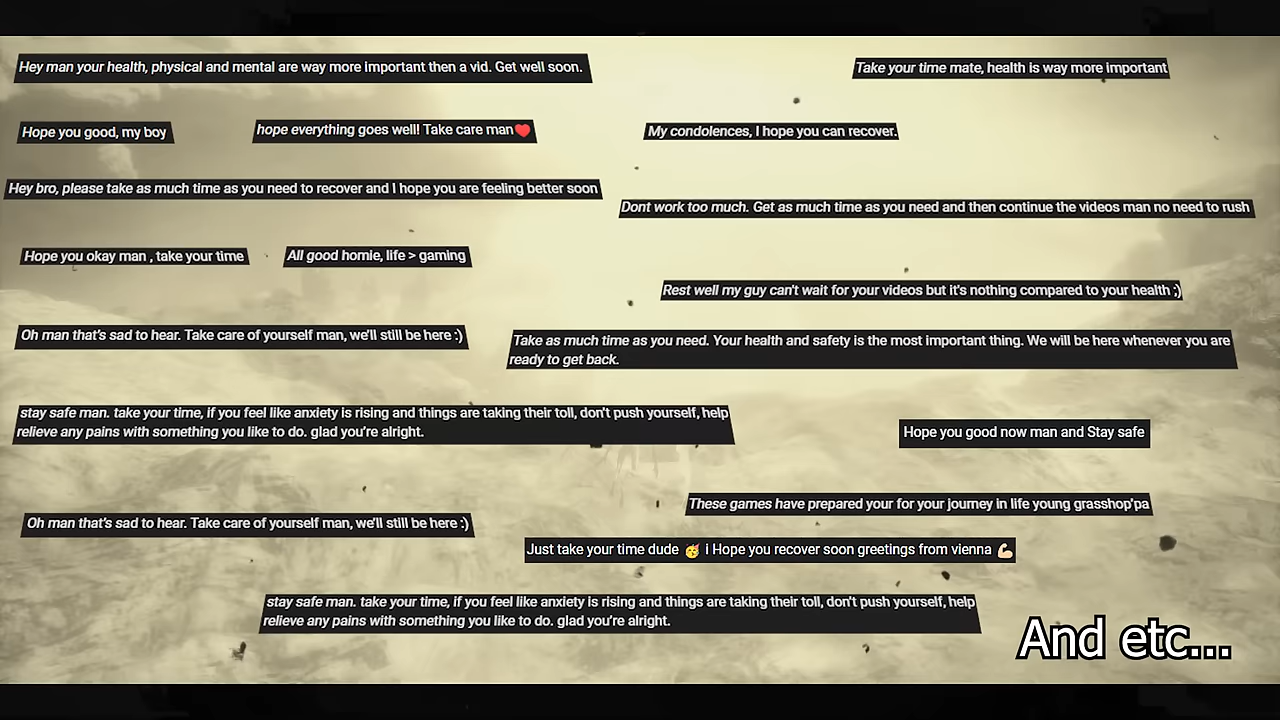 Hey man your health, physical and mental are way more important then a vid. Get well soon.
Take your time mate, health is way more important
Hope you good, my boy
hope everything goes well! Take care man❤️
My condolences, I hope you can recover.
Hey bro, please take as much time as you need to recover and I hope you are feeling better soon
Dont work too much. Get as much time as you need and then continue the videos man no need to rush
Hope you okay man , take your time
All good homie, life > gaming
Rest well my guy can't wait for your videos but it's nothing compared to your health ;)
Oh man that's sad to hear. Take care of yourself man, we'll still be here :)
Take as much time as you need. Your health and safety is the most important thing. We will be here whenever you are
ready to get back.
stay safe man. take your time, if you feel like anxiety is rising and things are taking their toll, don't push yourself, help
relieve any pains with something you like to do. glad you're alright.
Hope you good now man and Stay safe
These games have prepared your for your journey in life young grasshop'pa
Oh man that's sad to hear. Take care of yourself man, we'll still be here :)
Just take your time dude 🥳 i Hope you recover soon greetings from vienna 💪🏻
stay safe man. take your time, if you feel like anxiety is rising and things are taking their toll, don't push yourself, help
relieve any pains with something you like to do. glad you're alright.
And etc...